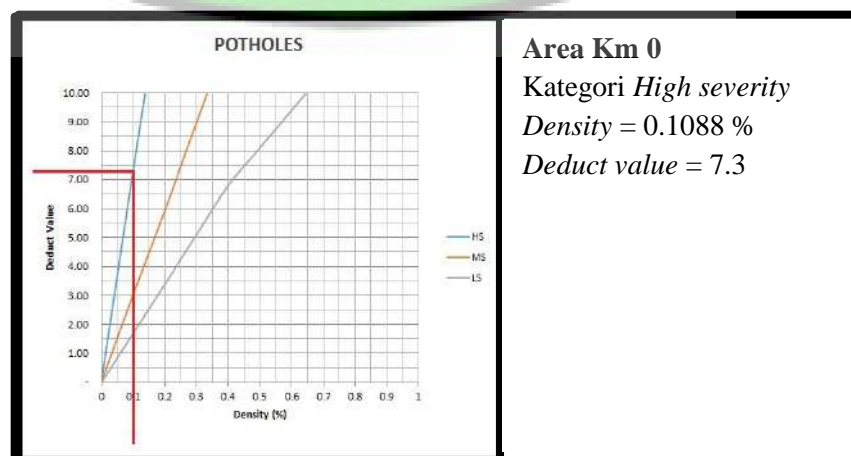 POTHOLES
10.00
9.00
8.00
7.00
6.00
5.00
4.00
3.00
2.00
1.00
-
Deduct Value
0 0.1 0.2 0.3 0.4 0.5 0.6 0.7 0.8 0.9 1
Density (%)
HS
MS
LS
Area Km 0
Kategori High severity
Density = 0.1088 %
Deduct value = 7.3